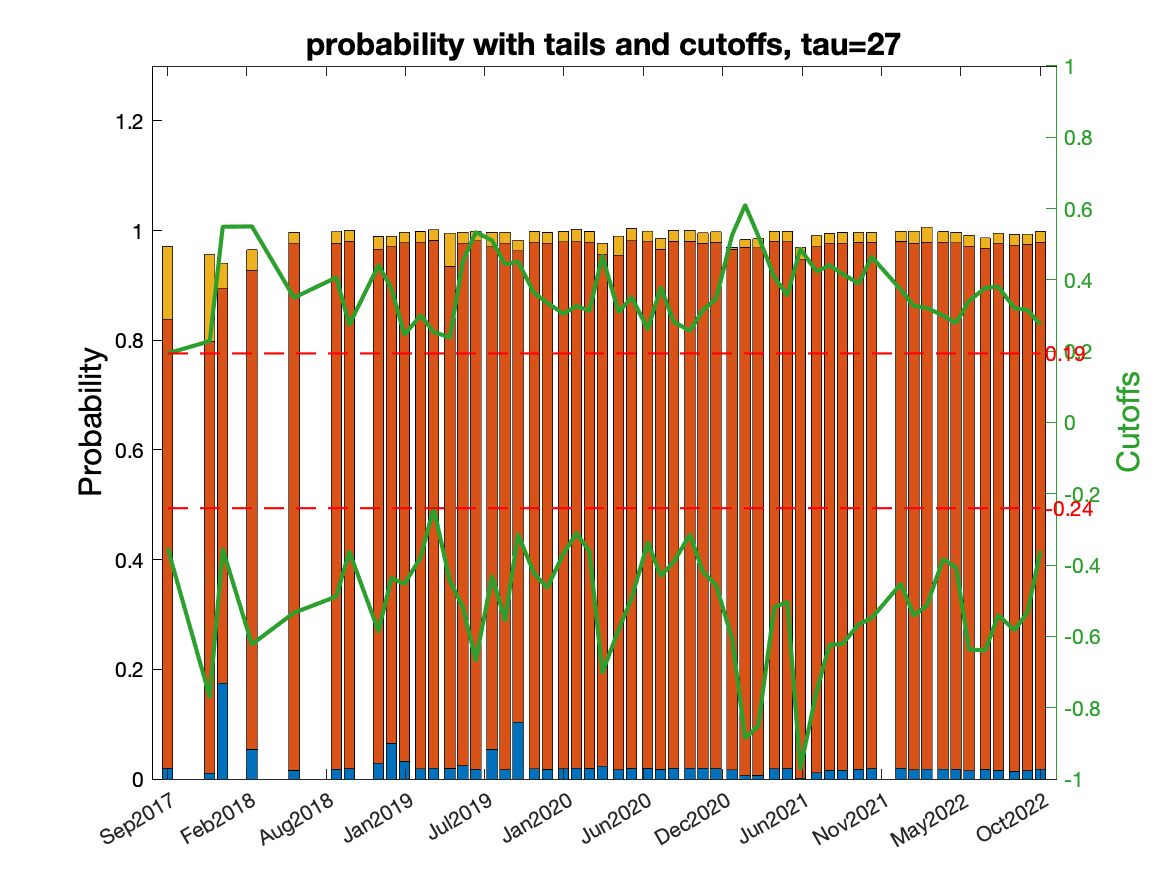 probability with tails and cutoffs, tau=27
Probability
1.2
1
0.8
0.6
0.4
0.2
0
1
0.8
0.6
0.4
0.2
0
-0.2
-0.4
-0.6
-0.8
-1
0.19
-0.24
Cutoffs
Sep2017
Feb2018
Aug2018
Jan2019
Jul2019
Jan2020
Jun2020
Dec2020
Jun2021
Nov2021
May2022
Oct2022